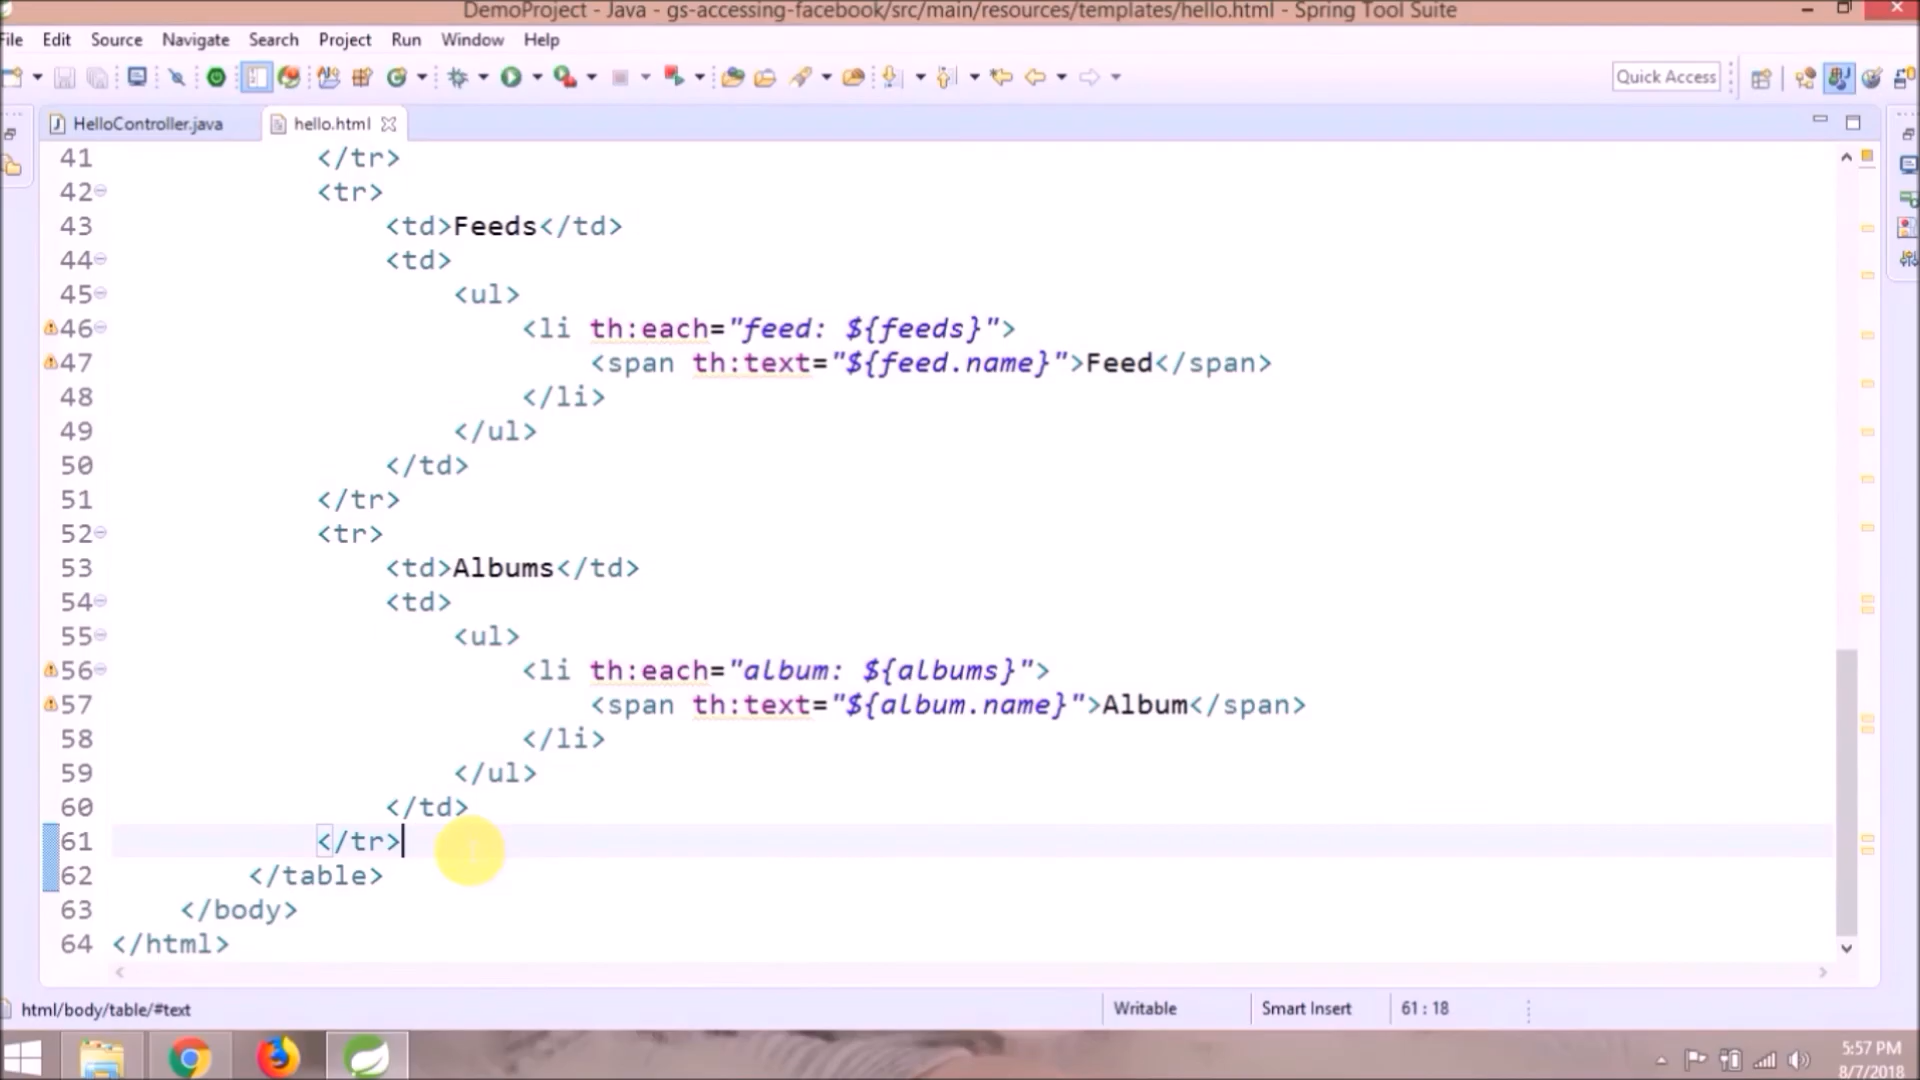 DemoProject - Java - gs-accessing-facebook/src/main/resources/templates/hello.html - Spring Tool Suite
File Edit Source Navigate Search Project Run Window Help
Quick Access
HelloController.java hello.html
41 </tr>
42 <tr>
43 <td>Feeds</td>
44 <td>
45 <ul>
46 <li th:each="feed: ${feeds}">
47 <span th:text="${feed.name}">Feed</span>
48 </li>
49 </ul>
50 </td>
51 </tr>
52 <tr>
53 <td>Albums</td>
54 <td>
55 <ul>
56 <li th:each="album: ${albums}">
57 <span th:text="${album.name}">Album</span>
58 </li>
59 </ul>
60 </td>
61 </tr>
62 </table>
63 </body>
64 </html>
html/body/table/#text Writable Smart Insert 61 : 18
5:57 PM
8/7/2018